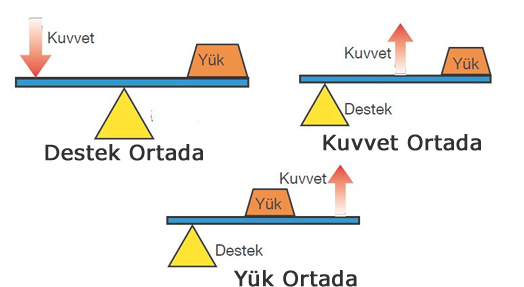 Kuvvet
Yük
Destek Ortada
Kuvvet
Yük
Destek
Kuvvet Ortada
Kuvvet
Yük
Destek
Yük Ortada